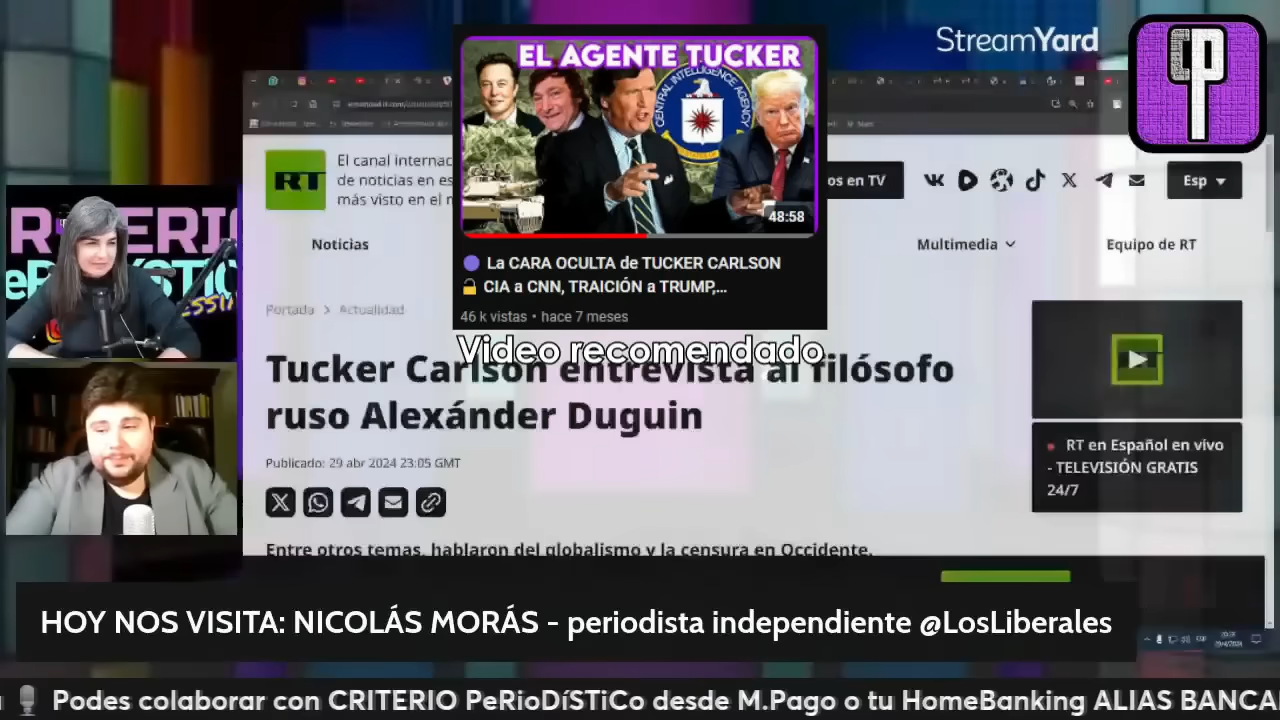 StreamYard
EL AGENTE TUCKER
CENTRAL INTELLIGENCE AGENCY
48:58
La CARA OCULTA de TUCKER CARLSON
CIA a CNN, TRAICIÓN a TRUMP,...
46 k vistas • hace 7 meses
Video recomendado
CP
RT
El canal internac
de noticias en es
más visto en el r
os en TV
Esp
Noticias
Multimedia
Equipo de RT
Portada > Actualidad
Tucker Carlson entrevista al filósofo
ruso Alexánder Duguin
Publicado: 29 abr 2024 23:05 GMT
Entre otros temas, hablaron del globalismo y la censura en Occidente.
RT en Español en vivo
- TELEVISIÓN GRATIS
24/7
HOY NOS VISITA: NICOLÁS MORÁS - periodista independiente @LosLiberales
Podes colaborar con CRITERIO PeRioDíSTiCo desde M.Pago o tu HomeBanking ALIAS BANCA